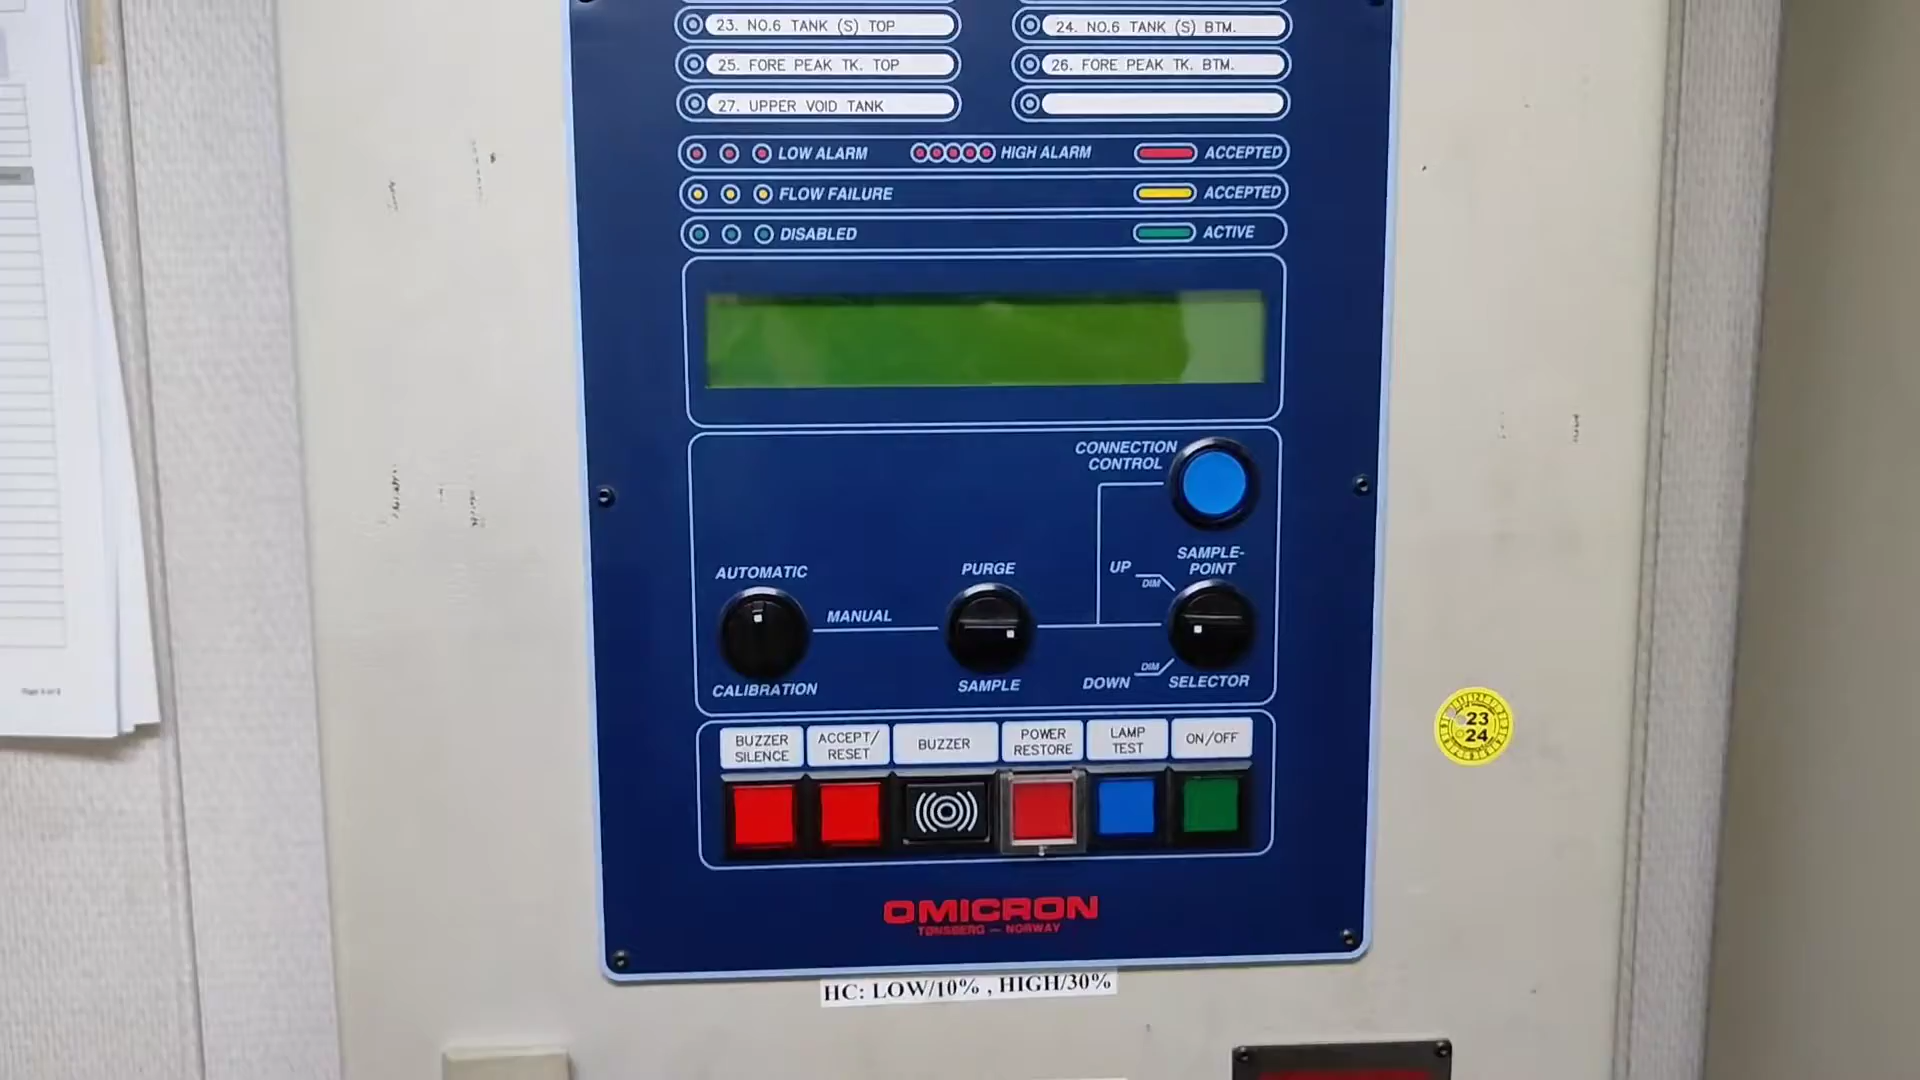 23. NO.6 TANK (S) TOP
24. NO.6 TANK (S) BTM.
25. FORE PEAK TK. TOP
26. FORE PEAK TK. BTM.
27. UPPER VOID TANK
LOW ALARM
HIGH ALARM
ACCEPTED
FLOW FAILURE
ACCEPTED
DISABLED
ACTIVE
CONNECTION
CONTROL
AUTOMATIC
MANUAL
CALIBRATION
PURGE
SAMPLE
UP
DIM
SAMPLE-
POINT
DIM
DOWN
SELECTOR
BUZZER
SILENCE
ACCEPT/
RESET
BUZZER
POWER
RESTORE
LAMP
TEST
ON/OFF
23
24
OMICRON
TØNSBERG — NORWAY
HC: LOW/10% , HIGH/30%